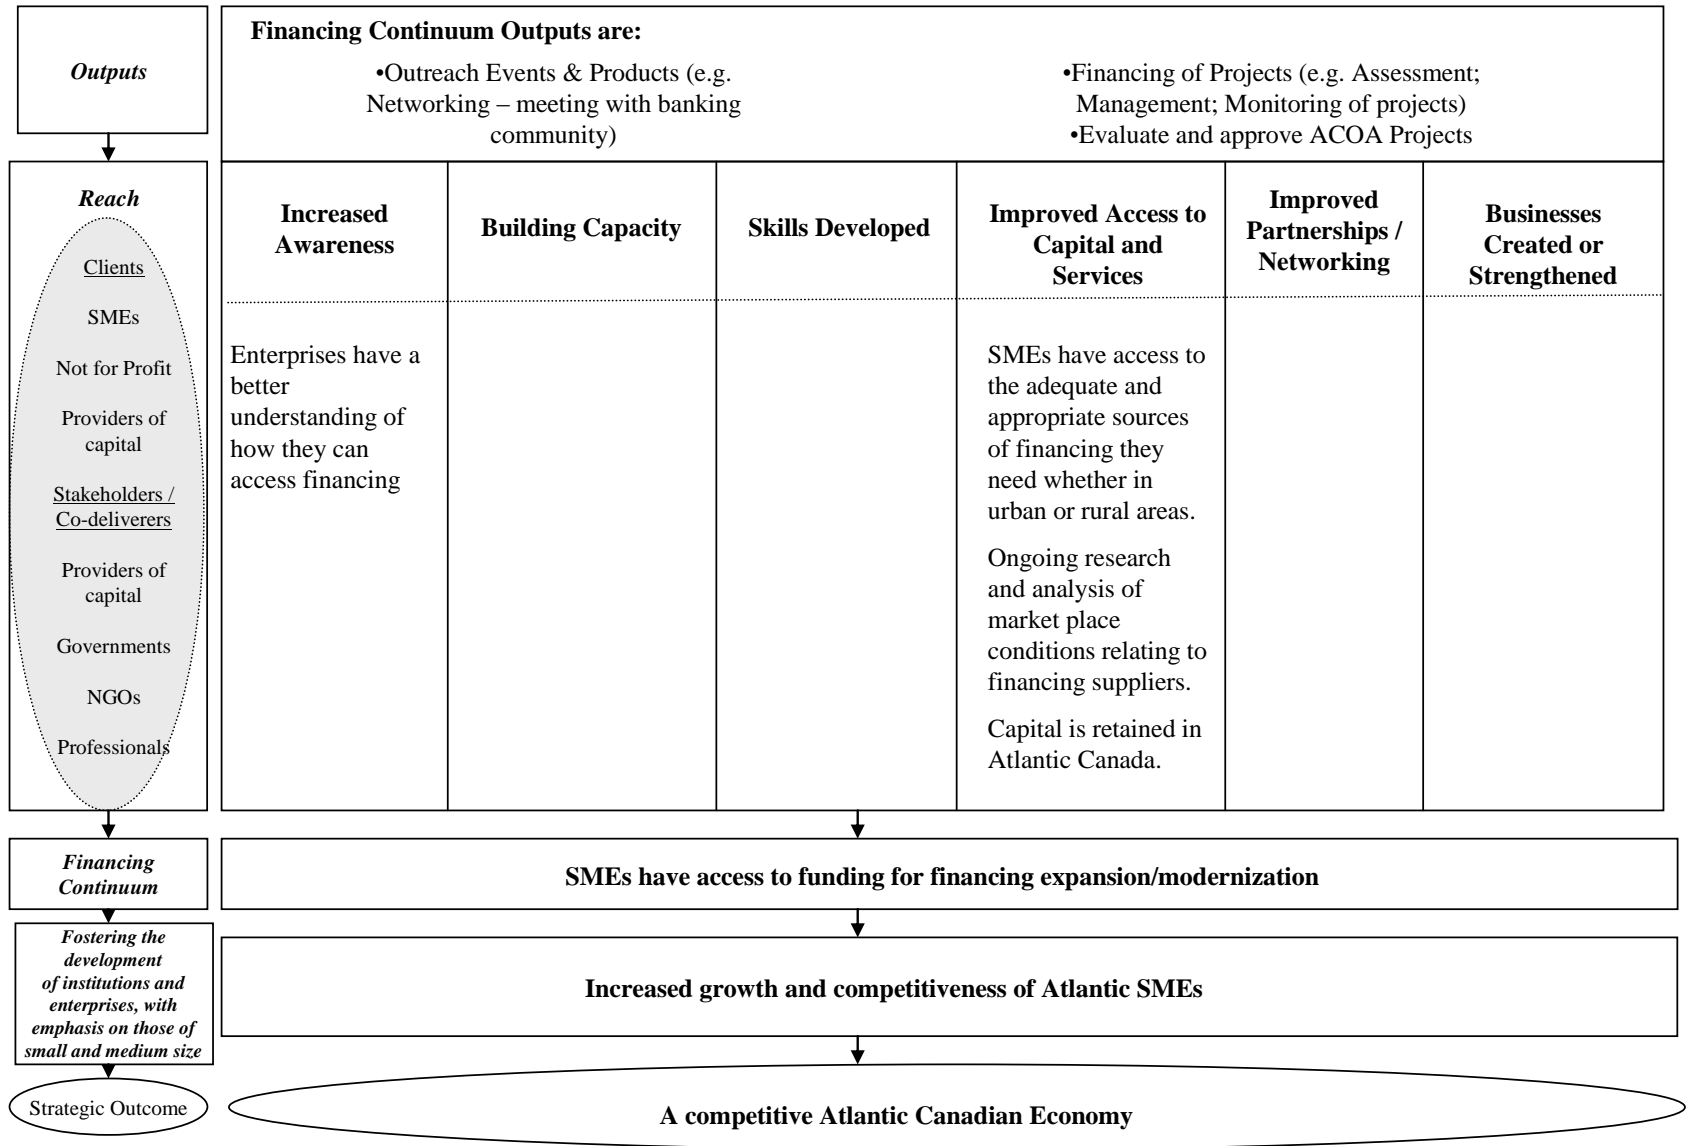 Outputs
Financing Continuum Outputs are:
•Outreach Events & Products (e.g.
Networking – meeting with banking
community)
•Financing of Projects (e.g. Assessment;
Management; Monitoring of projects)
•Evaluate and approve ACOA Projects
Reach
Clients
SMEs
Not for Profit
Providers of
capital
Stakeholders /
Co-deliverers
Providers of
capital
Governments
NGOs
Professionals
Increased
Awareness
Building Capacity
Skills Developed
Improved Access to
Capital and
Services
Improved
Partnerships /
Networking
Businesses
Created or
Strengthened
Enterprises have a
better
understanding of
how they can
access financing
SMEs have access to
the adequate and
appropriate sources
of financing they
need whether in
urban or rural areas.
Ongoing research
and analysis of
market place
conditions relating to
financing suppliers.
Capital is retained in
Atlantic Canada.
Financing
Continuum
SMEs have access to funding for financing expansion/modernization
Fostering the
development
of institutions and
enterprises, with
emphasis on those of
small and medium size
Increased growth and competitiveness of Atlantic SMEs
Strategic Outcome
A competitive Atlantic Canadian Economy